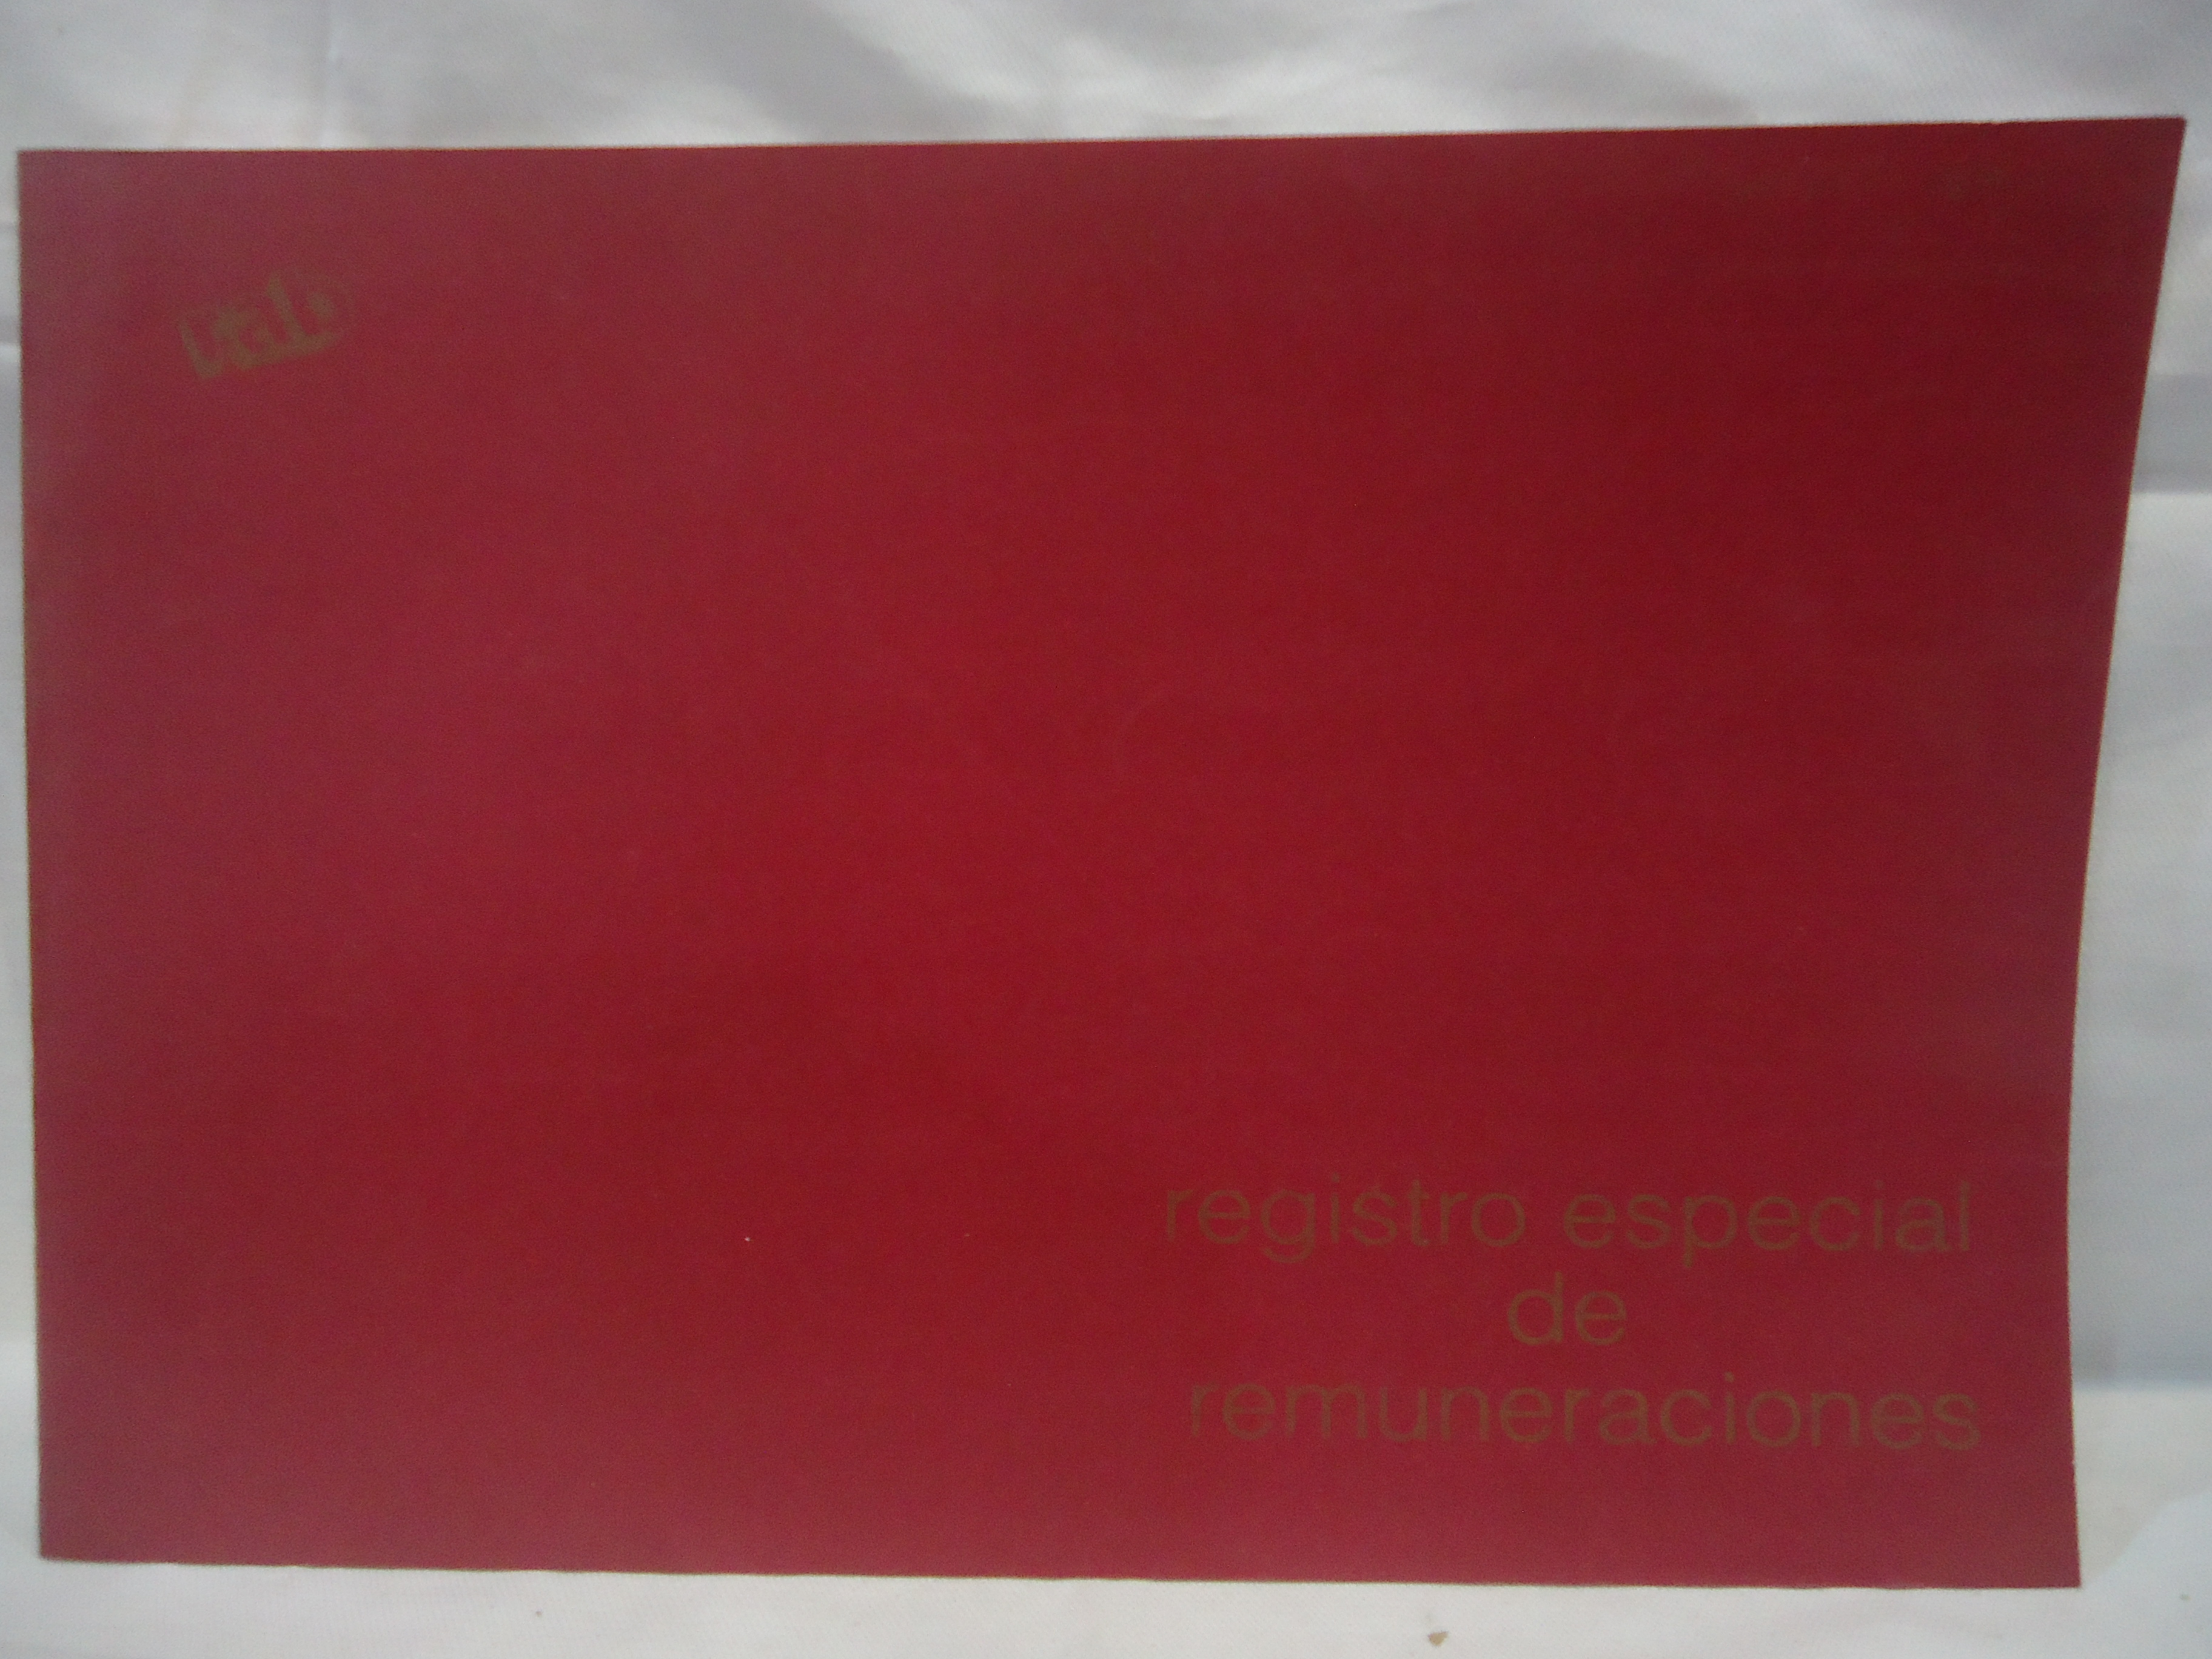 registro especial
de
remuneraciones